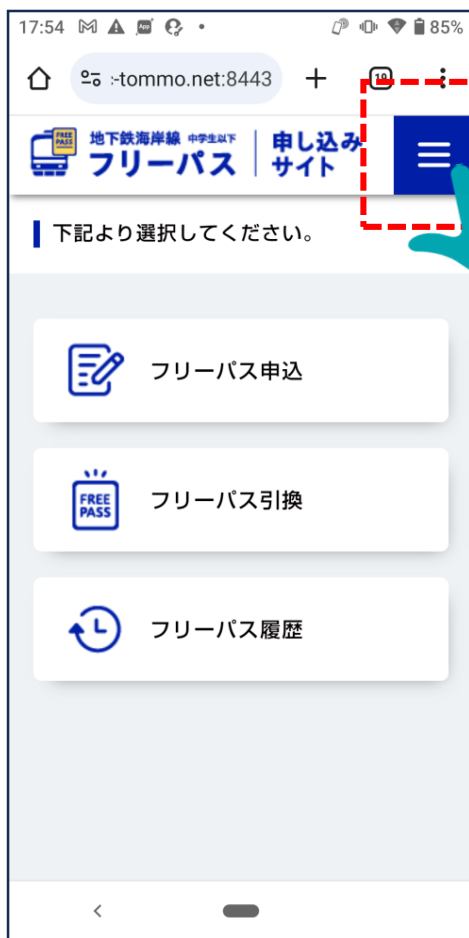 17:54 85%
:-tommo.net:8443 19
FREE PASS
地下鉄海岸線 中学生以下
フリーパス
申し込み
サイト
下記より選択してください。
フリーパス申込
FREE
PASS
フリーパス引換
フリーパス履歴